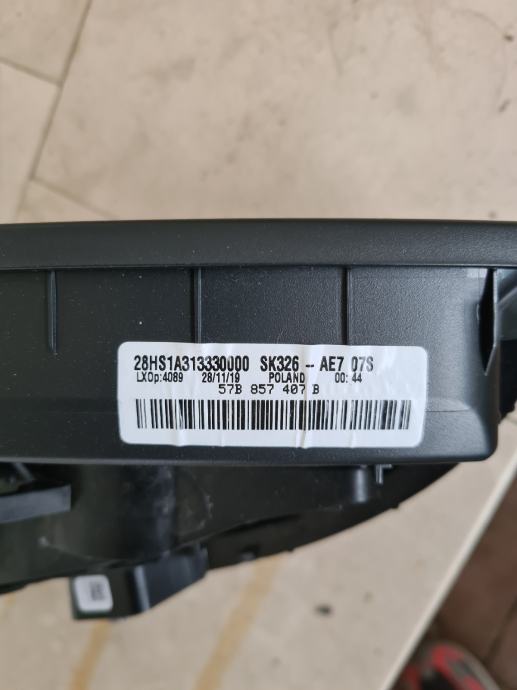 28HS1A313330000 SK326 -- AE7 07S
LXOp:4089 28/11/19 POLAND 00:44
57B 857 407 B